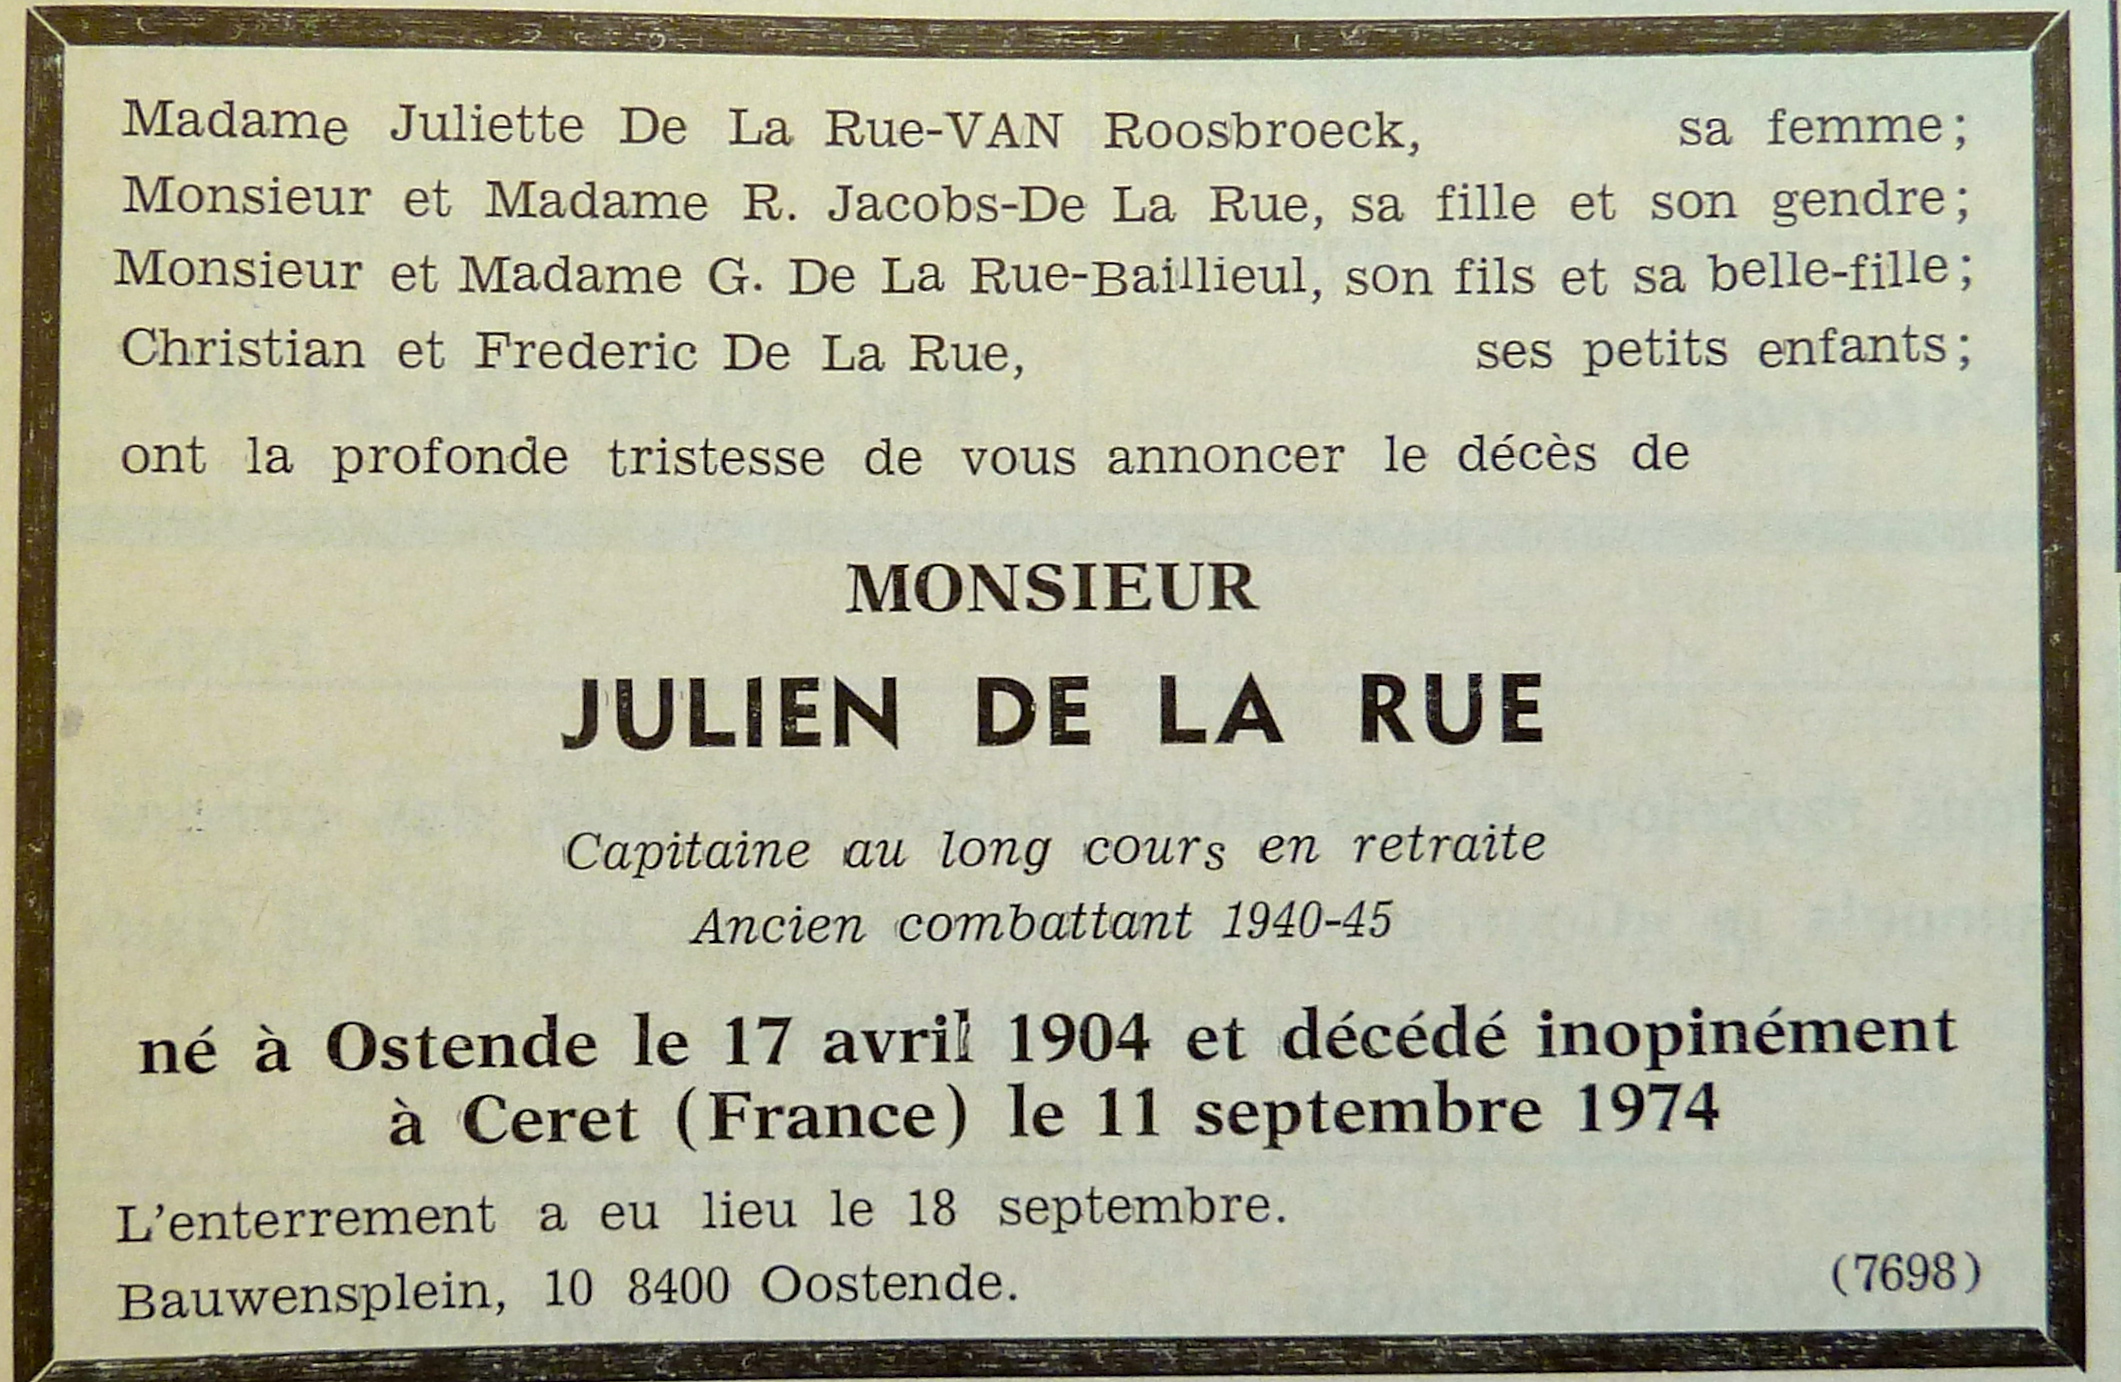 Madame Juliette De La Rue-VAN Roosbroeck, sa femme;
Monsieur et Madame R. Jacobs-De La Rue, sa fille et son gendre;
Monsieur et Madame G. De La Rue-Baillieul, son fils et sa belle-fille;
Christian et Frederic De La Rue, ses petits enfants;
ont la profonde tristesse de vous annoncer le décès de
MONSIEUR
JULIEN DE LA RUE
Capitaine au long cours en retraite
Ancien combattant 1940-45
né à Ostende le 17 avril 1904 et décédé inopinément
à Ceret (France) le 11 septembre 1974
L'enterrement a eu lieu le 18 septembre.
Bauwensplein, 10 8400 Oostende. (7698)